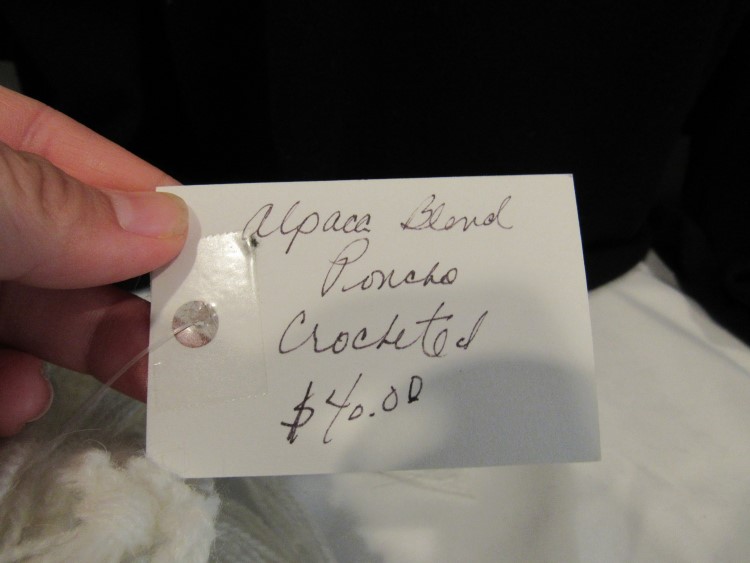 Alpaca Blend
Poncho
Crocheted
$40.00